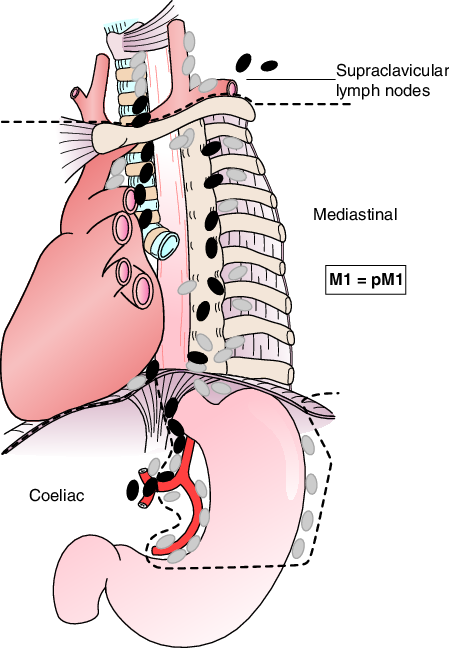 Supraclavicular
lymph nodes
Mediastinal
M1 = pM1
Coeliac